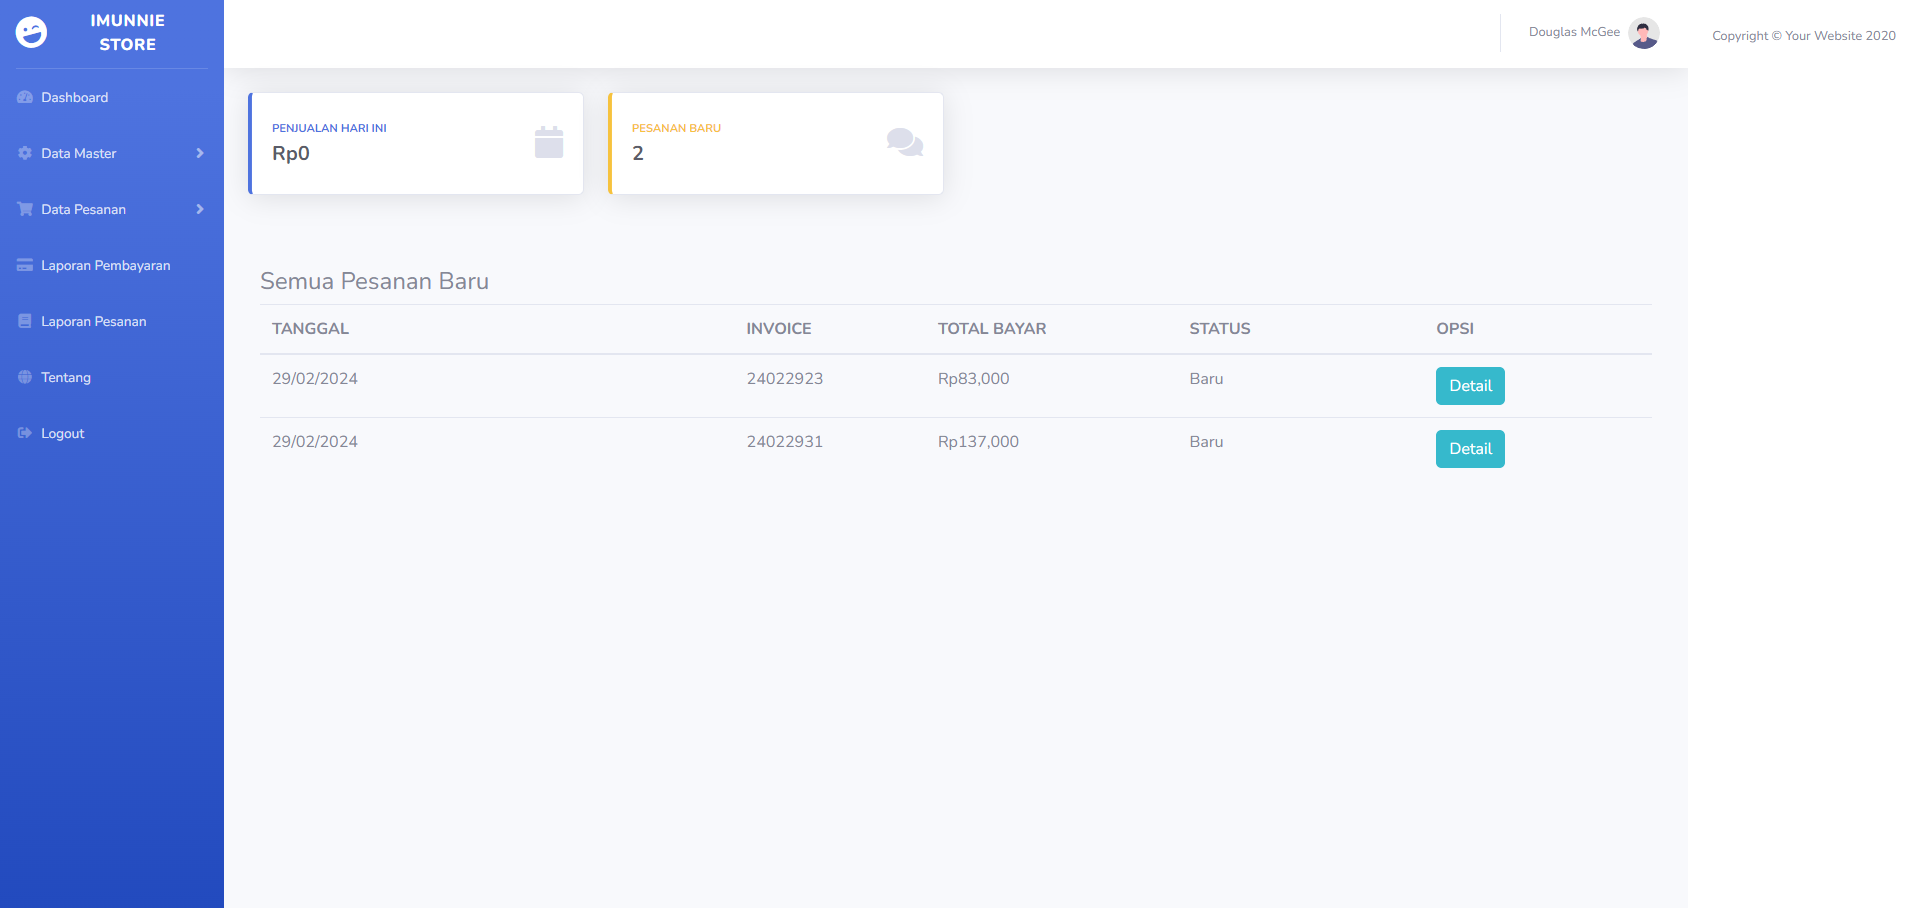 IMUNNIE
STORE
Dashboard
Data Master
Data Pesanan
Laporan Pembayaran
Laporan Pesanan
Tentang
Logout
Douglas McGee
Copyright © Your Website 2020
PENJUALAN HARI INI
Rp0
PESANAN BARU
2
Semua Pesanan Baru
TANGGAL INVOICE TOTAL BAYAR STATUS OPSI
29/02/2024 24022923 Rp83,000 Baru Detail
29/02/2024 24022931 Rp137,000 Baru Detail